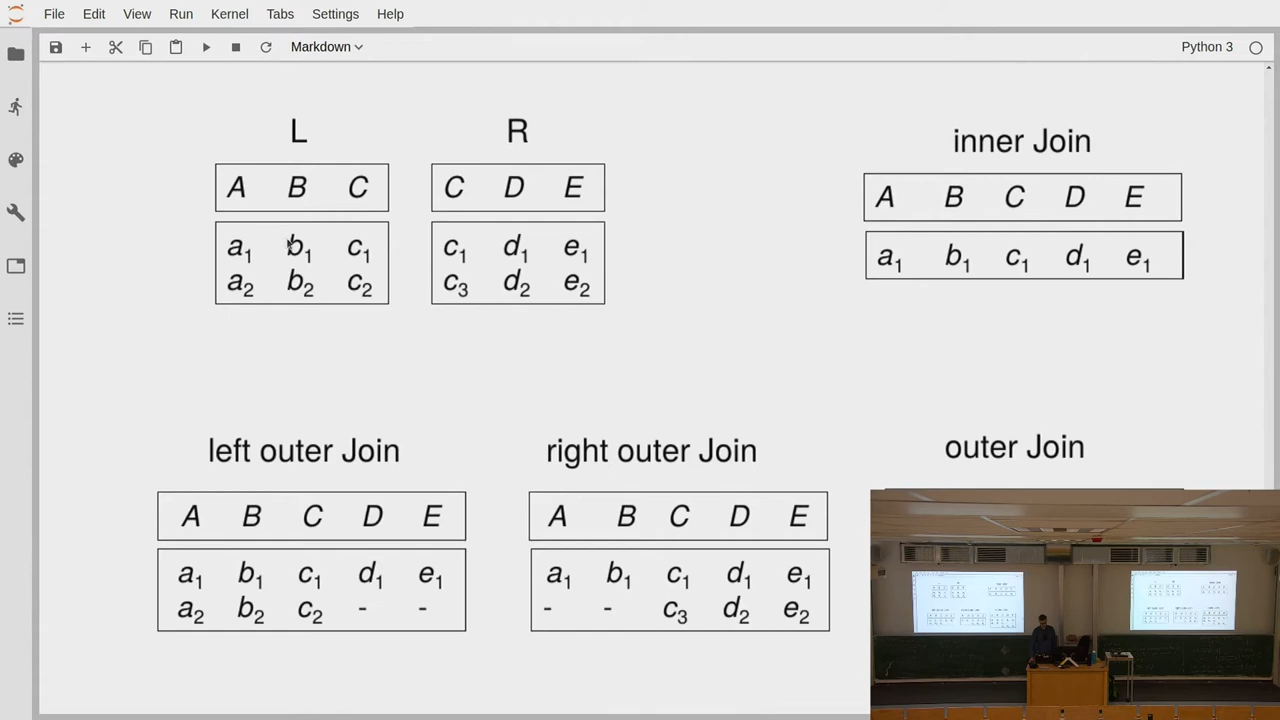 File Edit View Run Kernel Tabs Settings Help
Markdown Python 3
L R
A B C C D E
a₁ b₁ c₁ c₁ d₁ e₁
a₂ b₂ c₂ c₃ d₂ e₂
inner Join
A B C D E
a₁ b₁ c₁ d₁ e₁
left outer Join
A B C D E
a₁ b₁ c₁ d₁ e₁
a₂ b₂ c₂ - -
right outer Join
A B C D E
a₁ b₁ c₁ d₁ e₁
- - c₃ d₂ e₂
outer Join